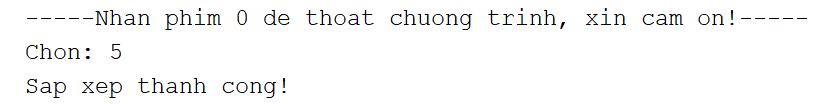 -----Nhan phim 0 de thoat chuong trinh, xin cam on!-----
Chon: 5
Sap xep thanh cong!